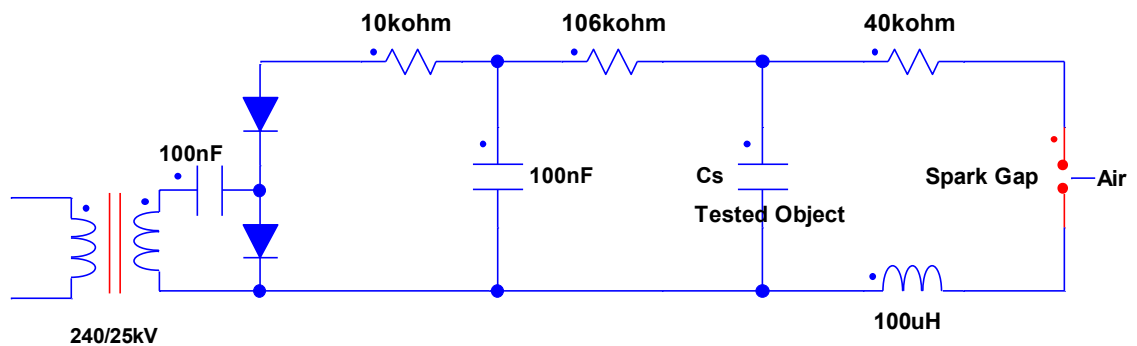 10kohm
106kohm
40kohm
100nF
100nF
Cs
Tested Object
Spark Gap
Air
240/25kV
100uH